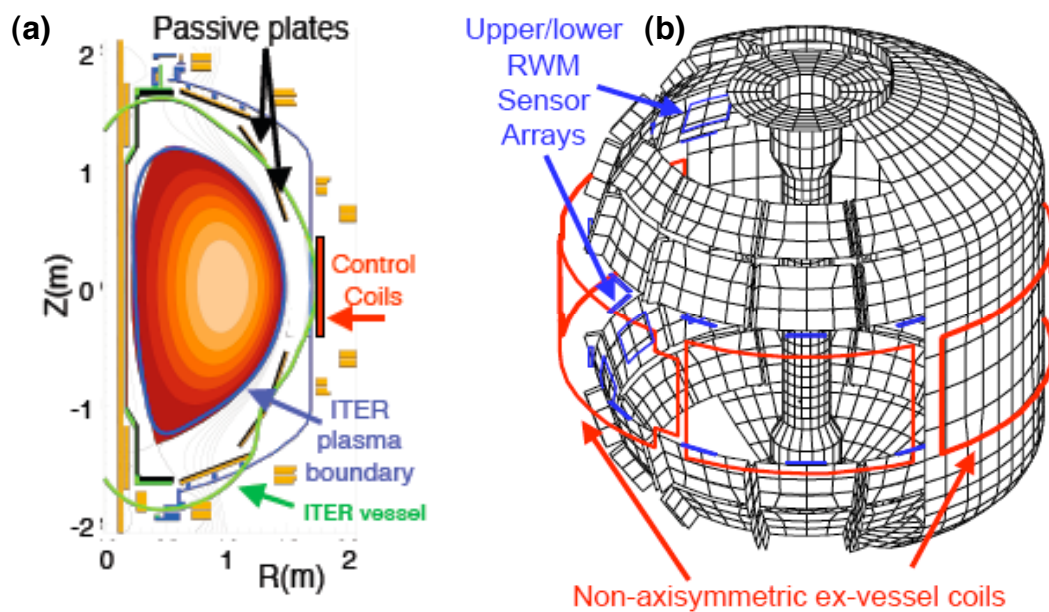 (a)
Passive plates
2
1
0
-1
-2
Z(m)
Control
Coils
ITER
plasma
boundary
ITER vessel
0
1
2
R(m)
Upper/lower
RWM
Sensor
Arrays
(b)
Non-axisymmetric ex-vessel coils